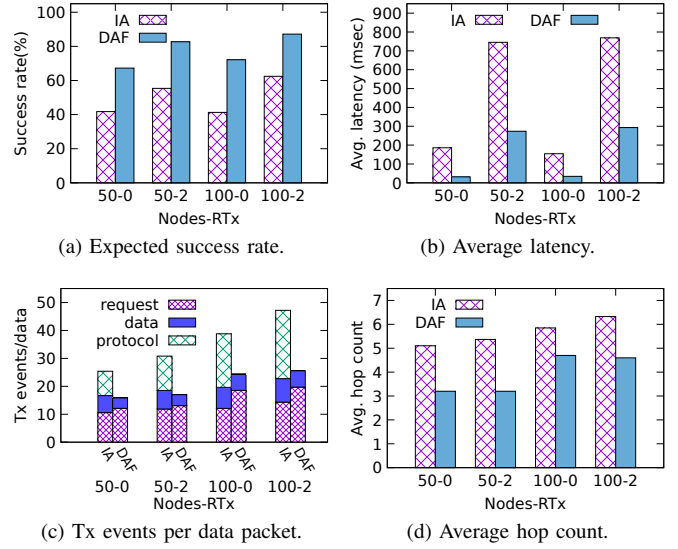 IA
DAF
Success rate(%)
100
80
60
40
20
0
50-0 50-2 100-0 100-2
Nodes-RTx
(a) Expected success rate.
IA DAF
Avg. latency (msec)
900
800
700
600
500
400
300
200
100
0
50-0 50-2 100-0 100-2
Nodes-RTx
(b) Average latency.
request
data
protocol
Tx events/data
50
40
30
20
10
0
IA DAF IA DAF IA DAF IA DAF
50-0 50-2 100-0 100-2
Nodes-RTx
(c) Tx events per data packet.
IA
DAF
Avg. hop count
7
6
5
4
3
2
1
0
50-0 50-2 100-0 100-2
Nodes-RTx
(d) Average hop count.